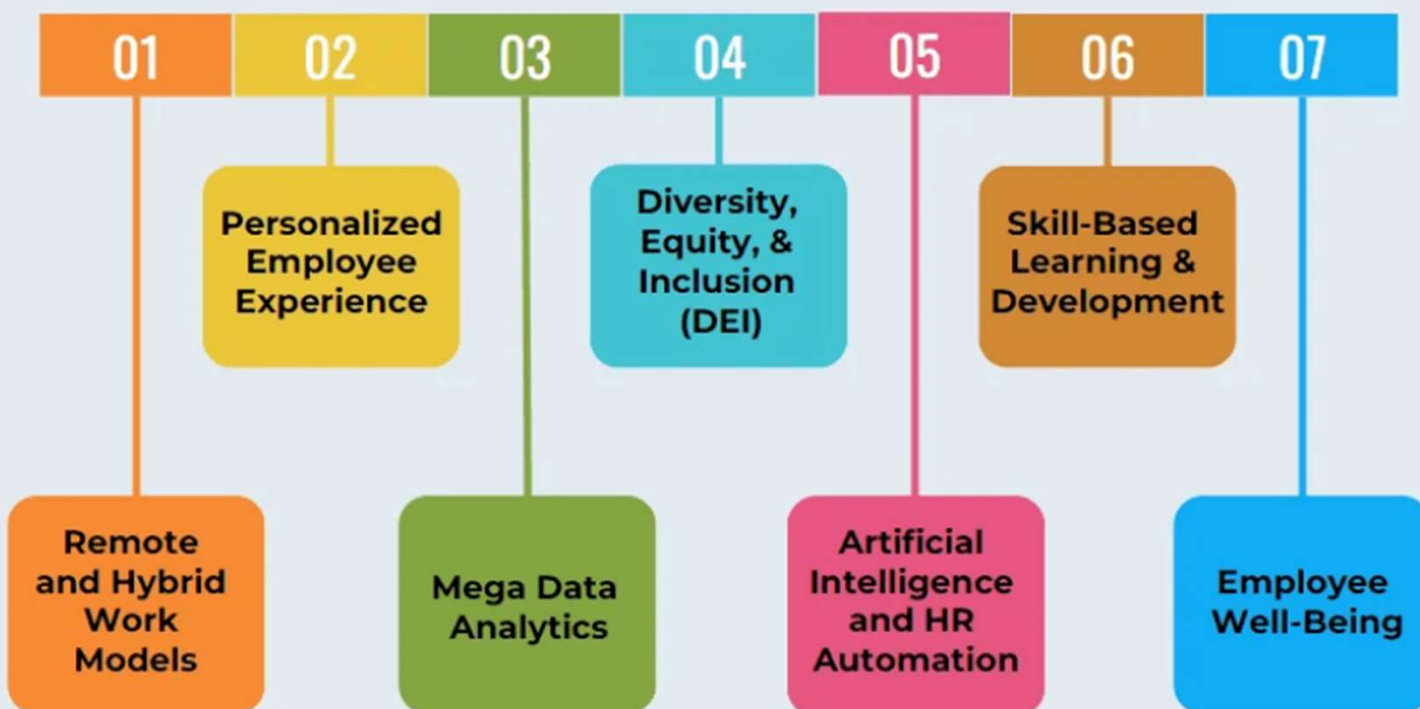 01 02 03 04 05 06 07
Personalized
Employee
Experience
Diversity,
Equity, &
Inclusion
(DEI)
Skill-Based
Learning &
Development
Remote
and Hybrid
Work
Models
Mega Data
Analytics
Artificial
Intelligence
and HR
Automation
Employee
Well-Being